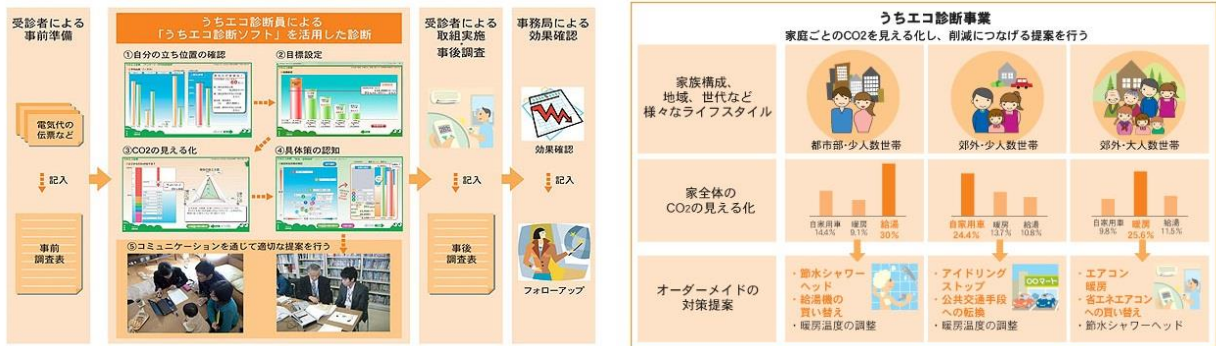 受診者による
事前準備
電気代の
伝票など
記入
事前
調査表
うちエコ診断員による
「うちエコ診断ソフト」を活用した診断
①自分の立ち位置の確認
②目標設定
③CO2の見える化
④具体策の認知
⑤コミュニケーションを通じて適切な提案を行う
受診者による
取組実施
・
事後調査
記入
事後
調査表
事務局による
効果確認
効果確認
記入
フォローアップ
うちエコ診断事業
家庭ごとのCO2を見える化し、削減につなげる提案を行う
家族構成、
地域、世代など
様々なライフスタイル
都市部・少人数世帯
郊外・少人数世帯
郊外・大人数世帯
家全体の
CO2の見える化
自家用車 暖房 給湯
14.4% 9.1% 30%
自家用車 暖房 給湯
24.4% 13.7% 10.8%
自家用車 暖房 給湯
9.8% 25.6% 11.5%
オーダーメイドの
対策提案
・節水シャワー
ヘッド
・給湯機の
買い替え
・暖房温度の調整
・アイドリング
ストップ
・公共交通手段
への転換
・暖房温度の調整
○○マート
・エアコン
暖房
・省エネエアコン
への買い替え
・節水シャワーヘッド